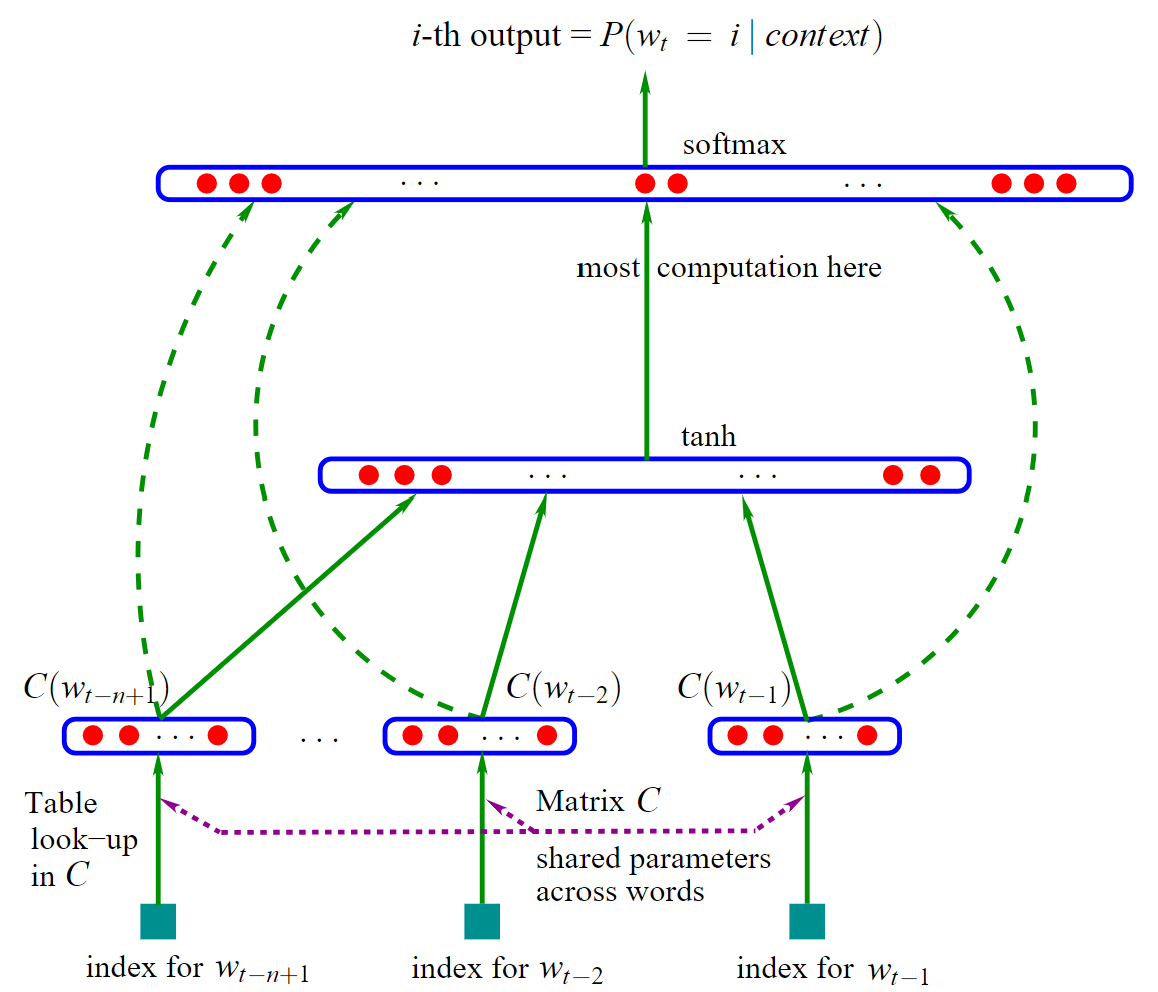 i-th output = P(w_t = i | context)
softmax
. . .
. . .
most computation here
tanh
. . .
. . .
C(w_{t−n+1})
C(w_{t−2})
C(w_{t−1})
. . .
. . .
. . .
. . .
Table
look−up
in C
Matrix C
shared parameters
across words
index for w_{t−n+1}
index for w_{t−2}
index for w_{t−1}